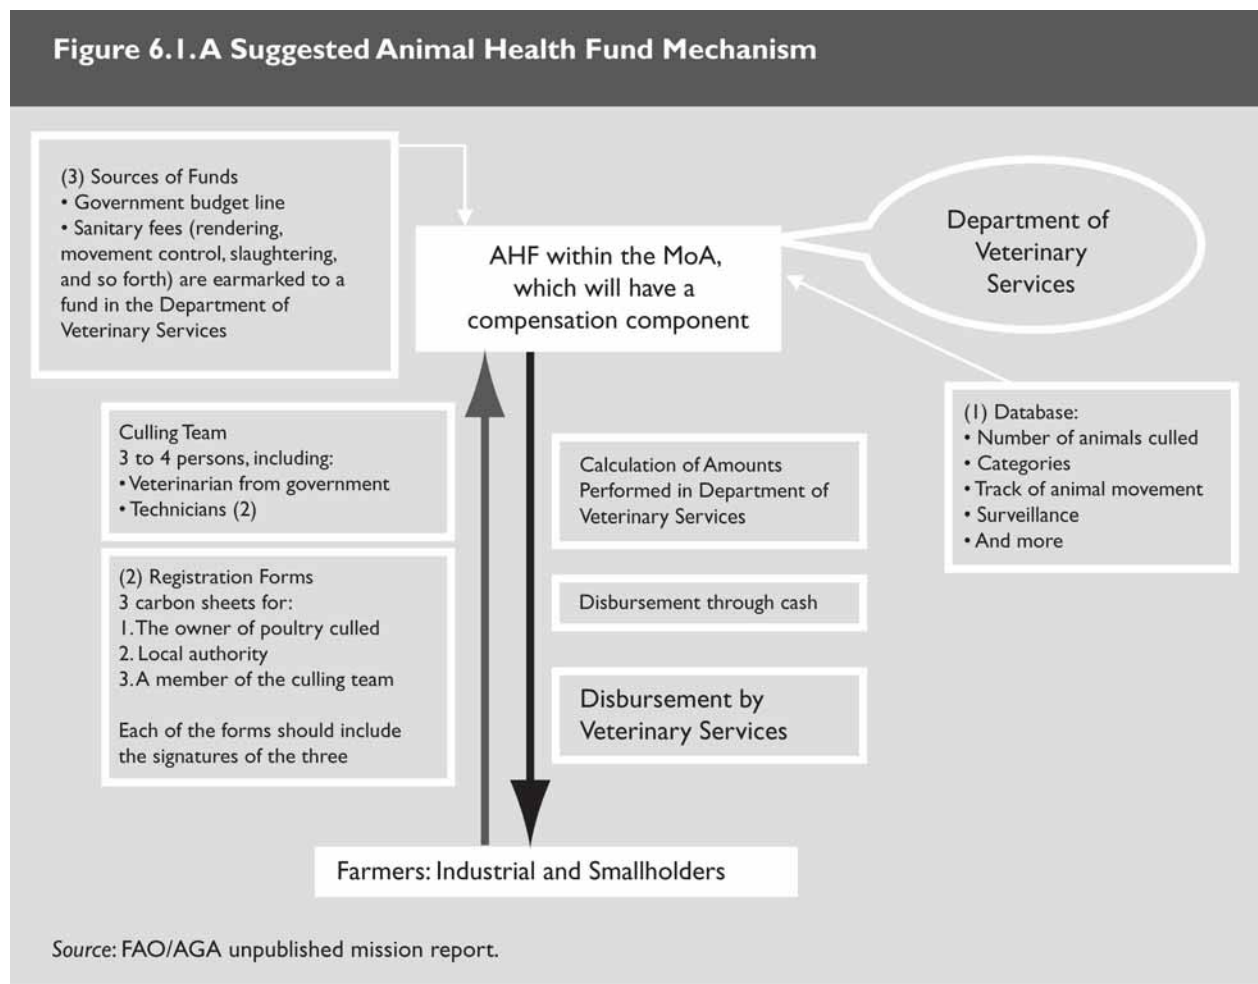 Figure 6.1. A Suggested Animal Health Fund Mechanism
(3) Sources of Funds
• Government budget line
• Sanitary fees (rendering,
movement control, slaughtering,
and so forth) are earmarked to a
fund in the Department of
Veterinary Services
AHF within the MoA,
which will have a
compensation component
Department of
Veterinary
Services
(1) Database:
• Number of animals culled
• Categories
• Track of animal movement
• Surveillance
• And more
Culling Team
3 to 4 persons, including:
• Veterinarian from government
• Technicians (2)
Calculation of Amounts
Performed in Department of
Veterinary Services
(2) Registration Forms
3 carbon sheets for:
1. The owner of poultry culled
2. Local authority
3. A member of the culling team
Each of the forms should include
the signatures of the three
Disbursement through cash
Disbursement by
Veterinary Services
Farmers: Industrial and Smallholders
Source: FAO/AGA unpublished mission report.